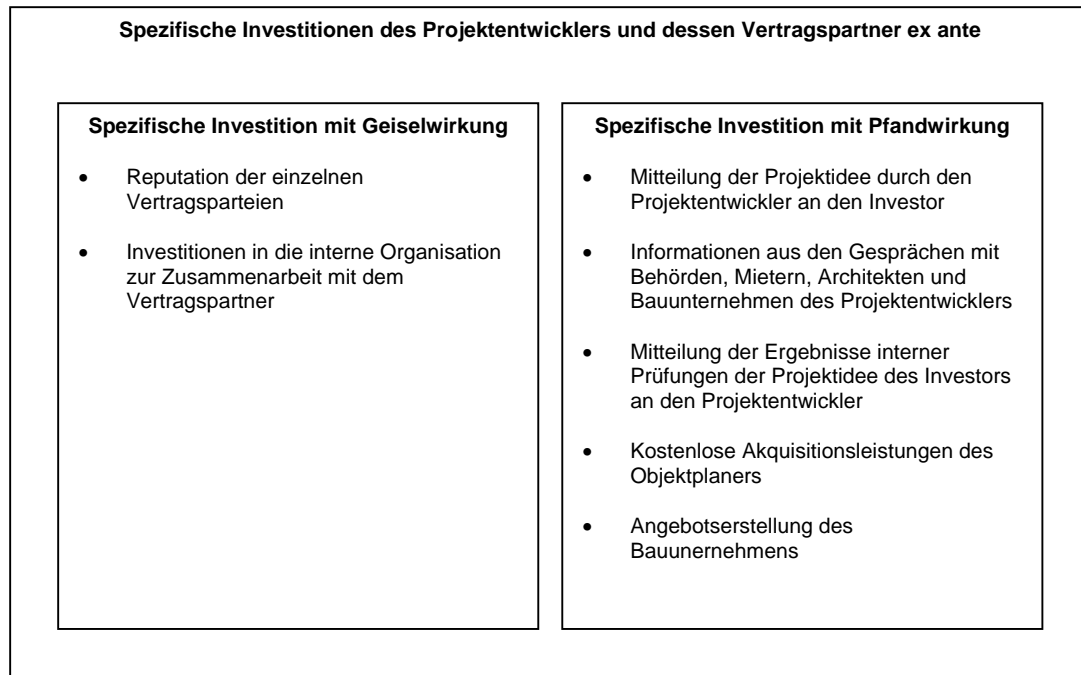 Spezifische Investitionen des Projektentwicklers und dessen Vertragspartner ex ante
Spezifische Investition mit Geiselwirkung
• Reputation der einzelnen
Vertragsparteien
• Investitionen in die interne Organisation
zur Zusammenarbeit mit dem
Vertragspartner
Spezifische Investition mit Pfandwirkung
• Mitteilung der Projektidee durch den
Projektentwickler an den Investor
• Informationen aus den Gesprächen mit
Behörden, Mietern, Architekten und
Bauunternehmen des Projektentwicklers
• Mitteilung der Ergebnisse interner
Prüfungen der Projektidee des Investors
an den Projektentwickler
• Kostenlose Akquisitionsleistungen des
Objektplaners
• Angebotserstellung des
Bauunernehmens